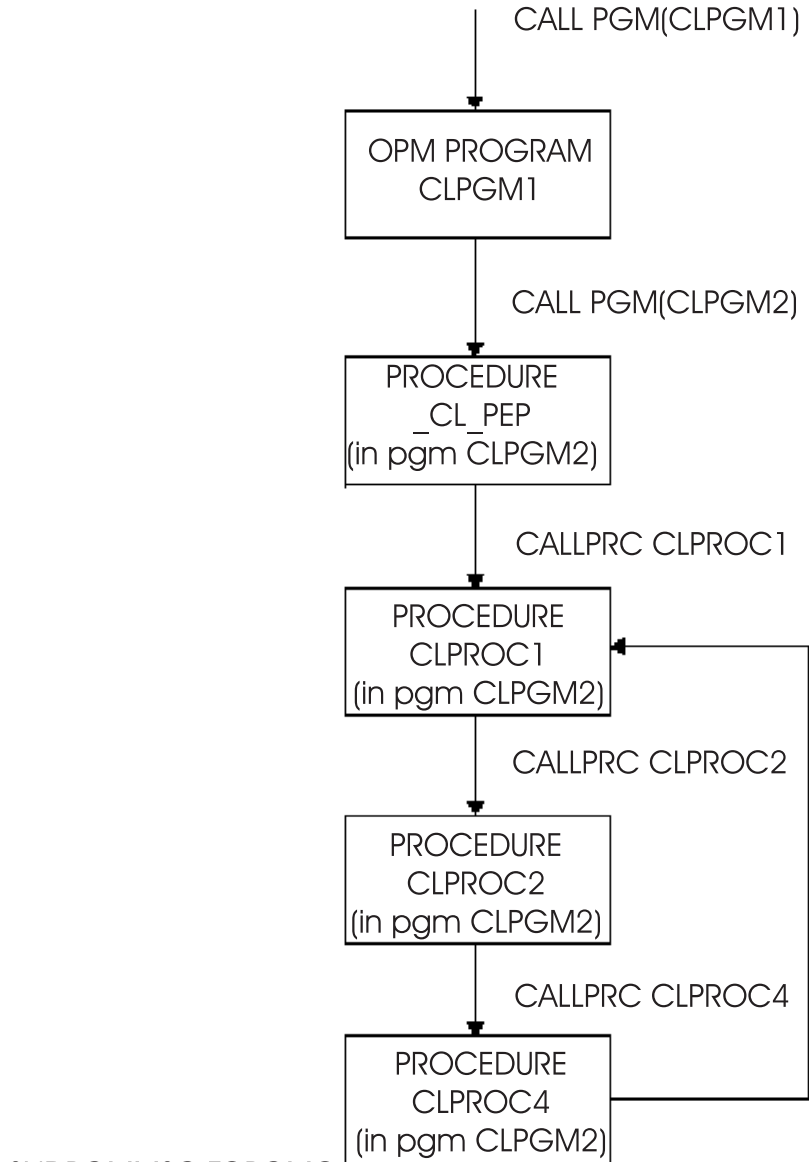 CALL PGM(CLPGM1)
OPM PROGRAM
CLPGM1
CALL PGM(CLPGM2)
PROCEDURE
_CL_PEP
(in pgm CLPGM2)
CALLPRC CLPROC1
PROCEDURE
CLPROC1
(in pgm CLPGM2)
CALLPRC CLPROC2
PROCEDURE
CLPROC2
(in pgm CLPGM2)
CALLPRC CLPROC4
PROCEDURE
CLPROC4
(in pgm CLPGM2)